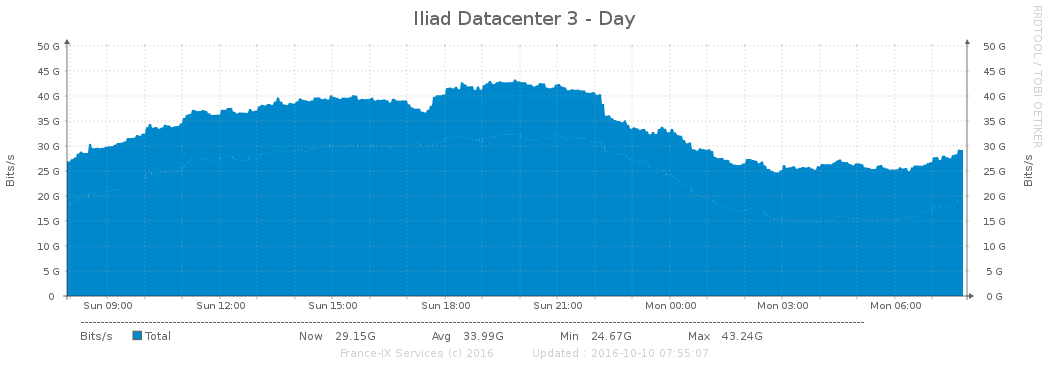 Iliad Datacenter 3 - Day
RRDTOOL / TOBI OETIKER
Bits/s
50 G
45 G
40 G
35 G
30 G
25 G
20 G
15 G
10 G
5 G
0
50 G
45 G
40 G
35 G
30 G
25 G
20 G
15 G
10 G
5 G
0 G
Bits/s
Sun 09:00 Sun 12:00 Sun 15:00 Sun 18:00 Sun 21:00 Mon 00:00 Mon 03:00 Mon 06:00
Bits/s Total Now 29.15G Avg 33.99G Min 24.67G Max 43.24G
France-IX Services (c) 2016 Updated : 2016-10-10 07:55:07